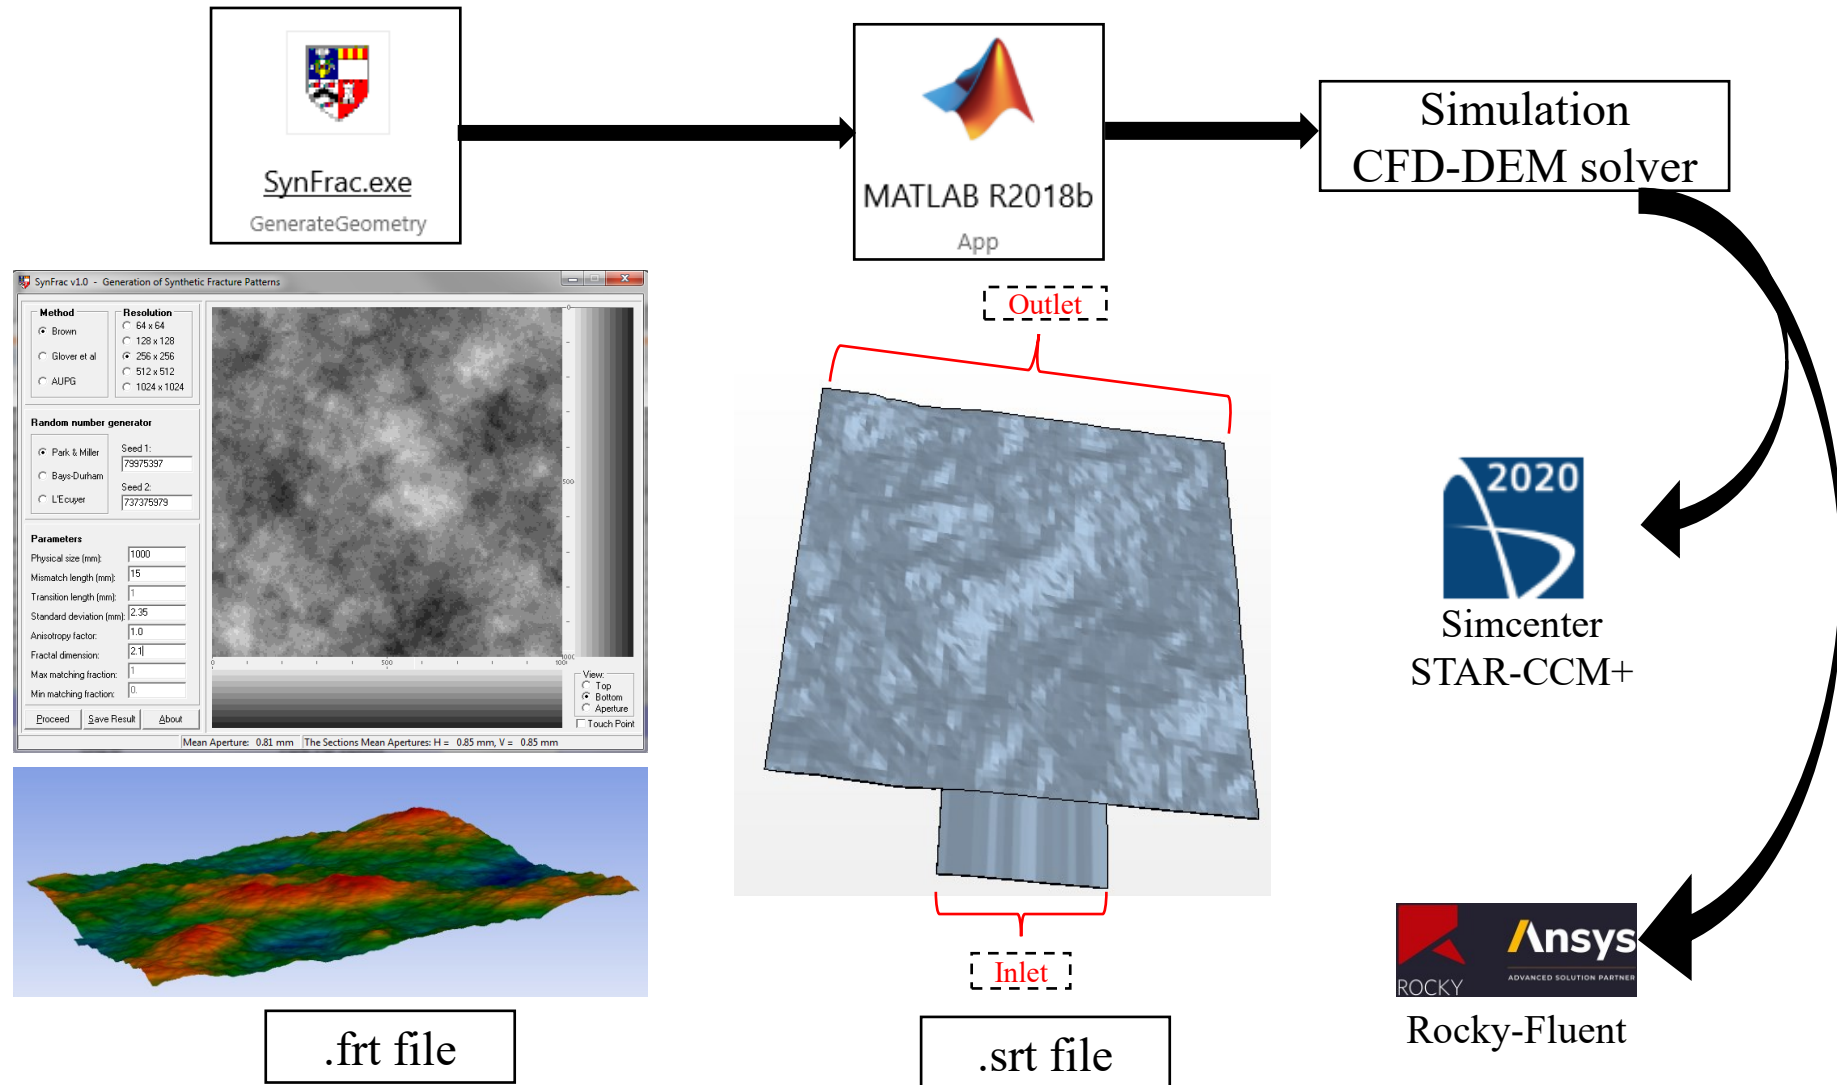 SynFrac.exe
GenerateGeometry
MATLAB R2018b
App
Simulation
CFD-DEM solver
SynFrac v1.0 - Generation of Synthetic Fracture Patterns
Method
Brown
Glover et al
AUPG
Resolution
64 x 64
128 x 128
256 x 256
512 x 512
1024 x 1024
Random number generator
Park & Miller
Bays-Durham
L'Ecuyer
Seed 1:
79975397
Seed 2:
737375979
Parameters
Physical size (mm): 1000
Mismatch length (mm): 15
Transition length (mm): 1
Standard deviation (mm): 2.35
Anisotropy factor: 1.0
Fractal dimension: 2.1
Max matching fraction: 1
Min matching fraction: 0.
Proceed Save Result About
0
500
1000
0 500 100
View:
Top
Bottom
Aperture
Touch Point
Mean Aperture: 0.81 mm The Sections Mean Apertures: H = 0.85 mm, V = 0.85 mm
.frt file
Outlet
Inlet
.srt file
2020
Simcenter
STAR-CCM+
ROCKY
Ansys
ADVANCED SOLUTION PARTNER
Rocky-Fluent